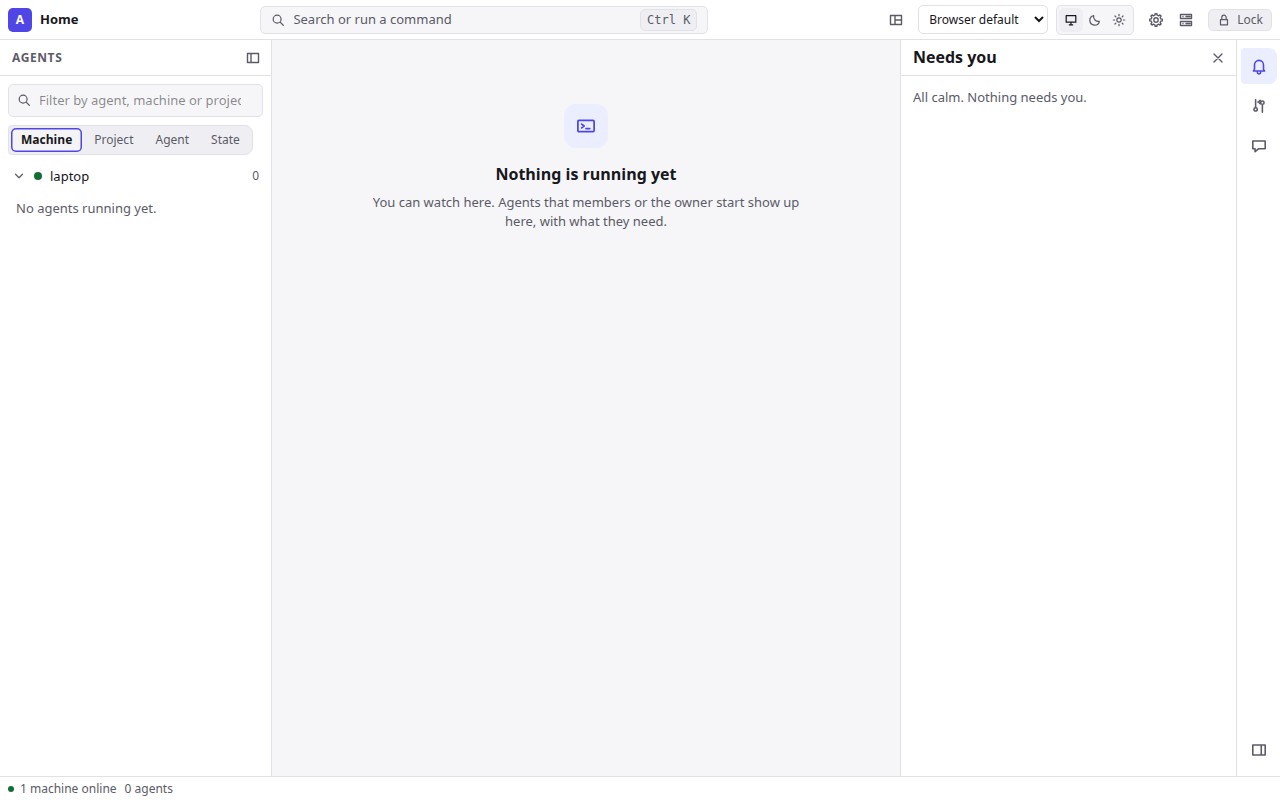 A Home
Search or run a command Ctrl K
Browser default
Lock
AGENTS
Filter by agent, machine or projec
Machine Project Agent State
laptop 0
No agents running yet.
Nothing is running yet
You can watch here. Agents that members or the owner start show up
here, with what they need.
Needs you
All calm. Nothing needs you.
1 machine online 0 agents